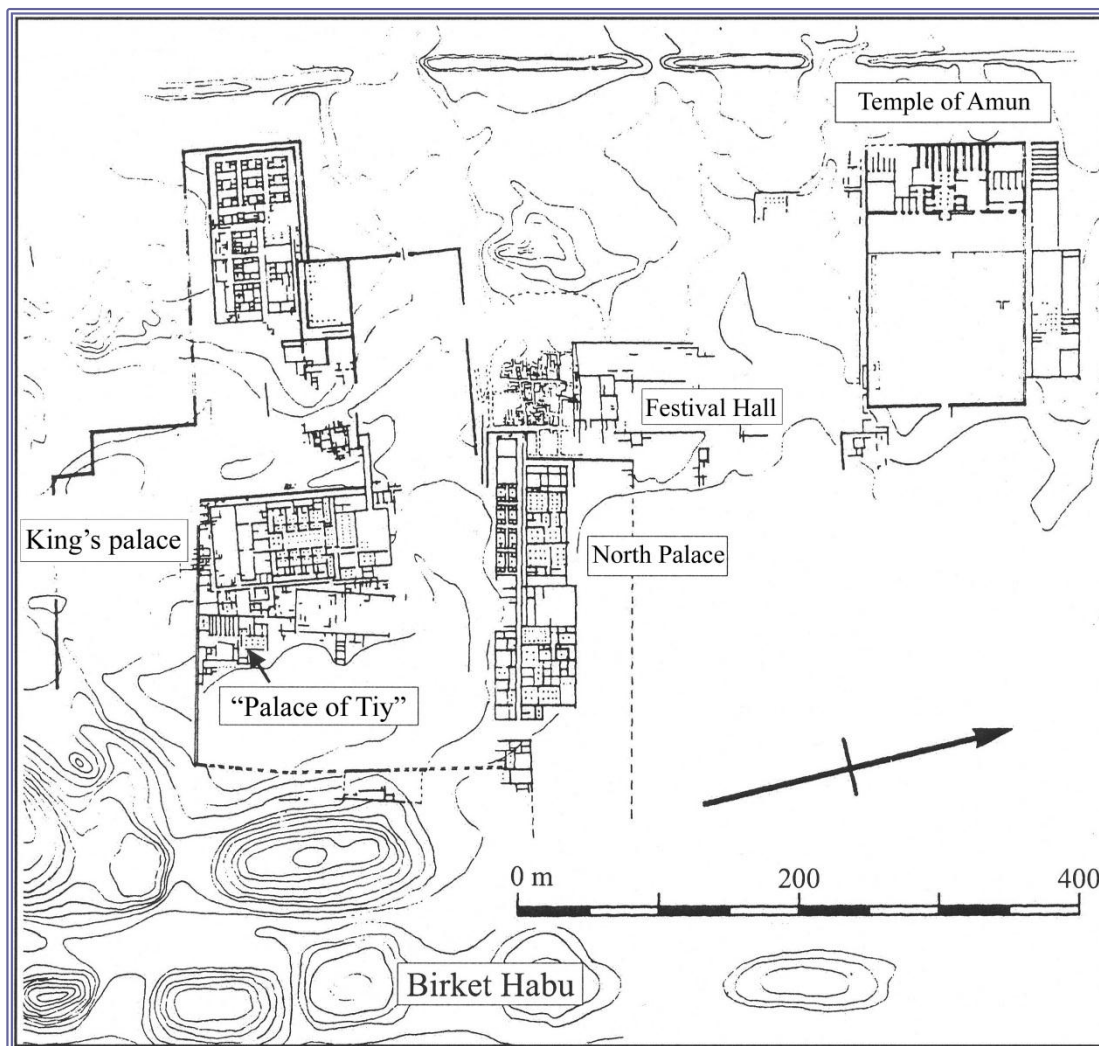 Temple of Amun
Festival Hall
King's palace
North Palace
“Palace of Tiy”
0 m 200 400
Birket Habu